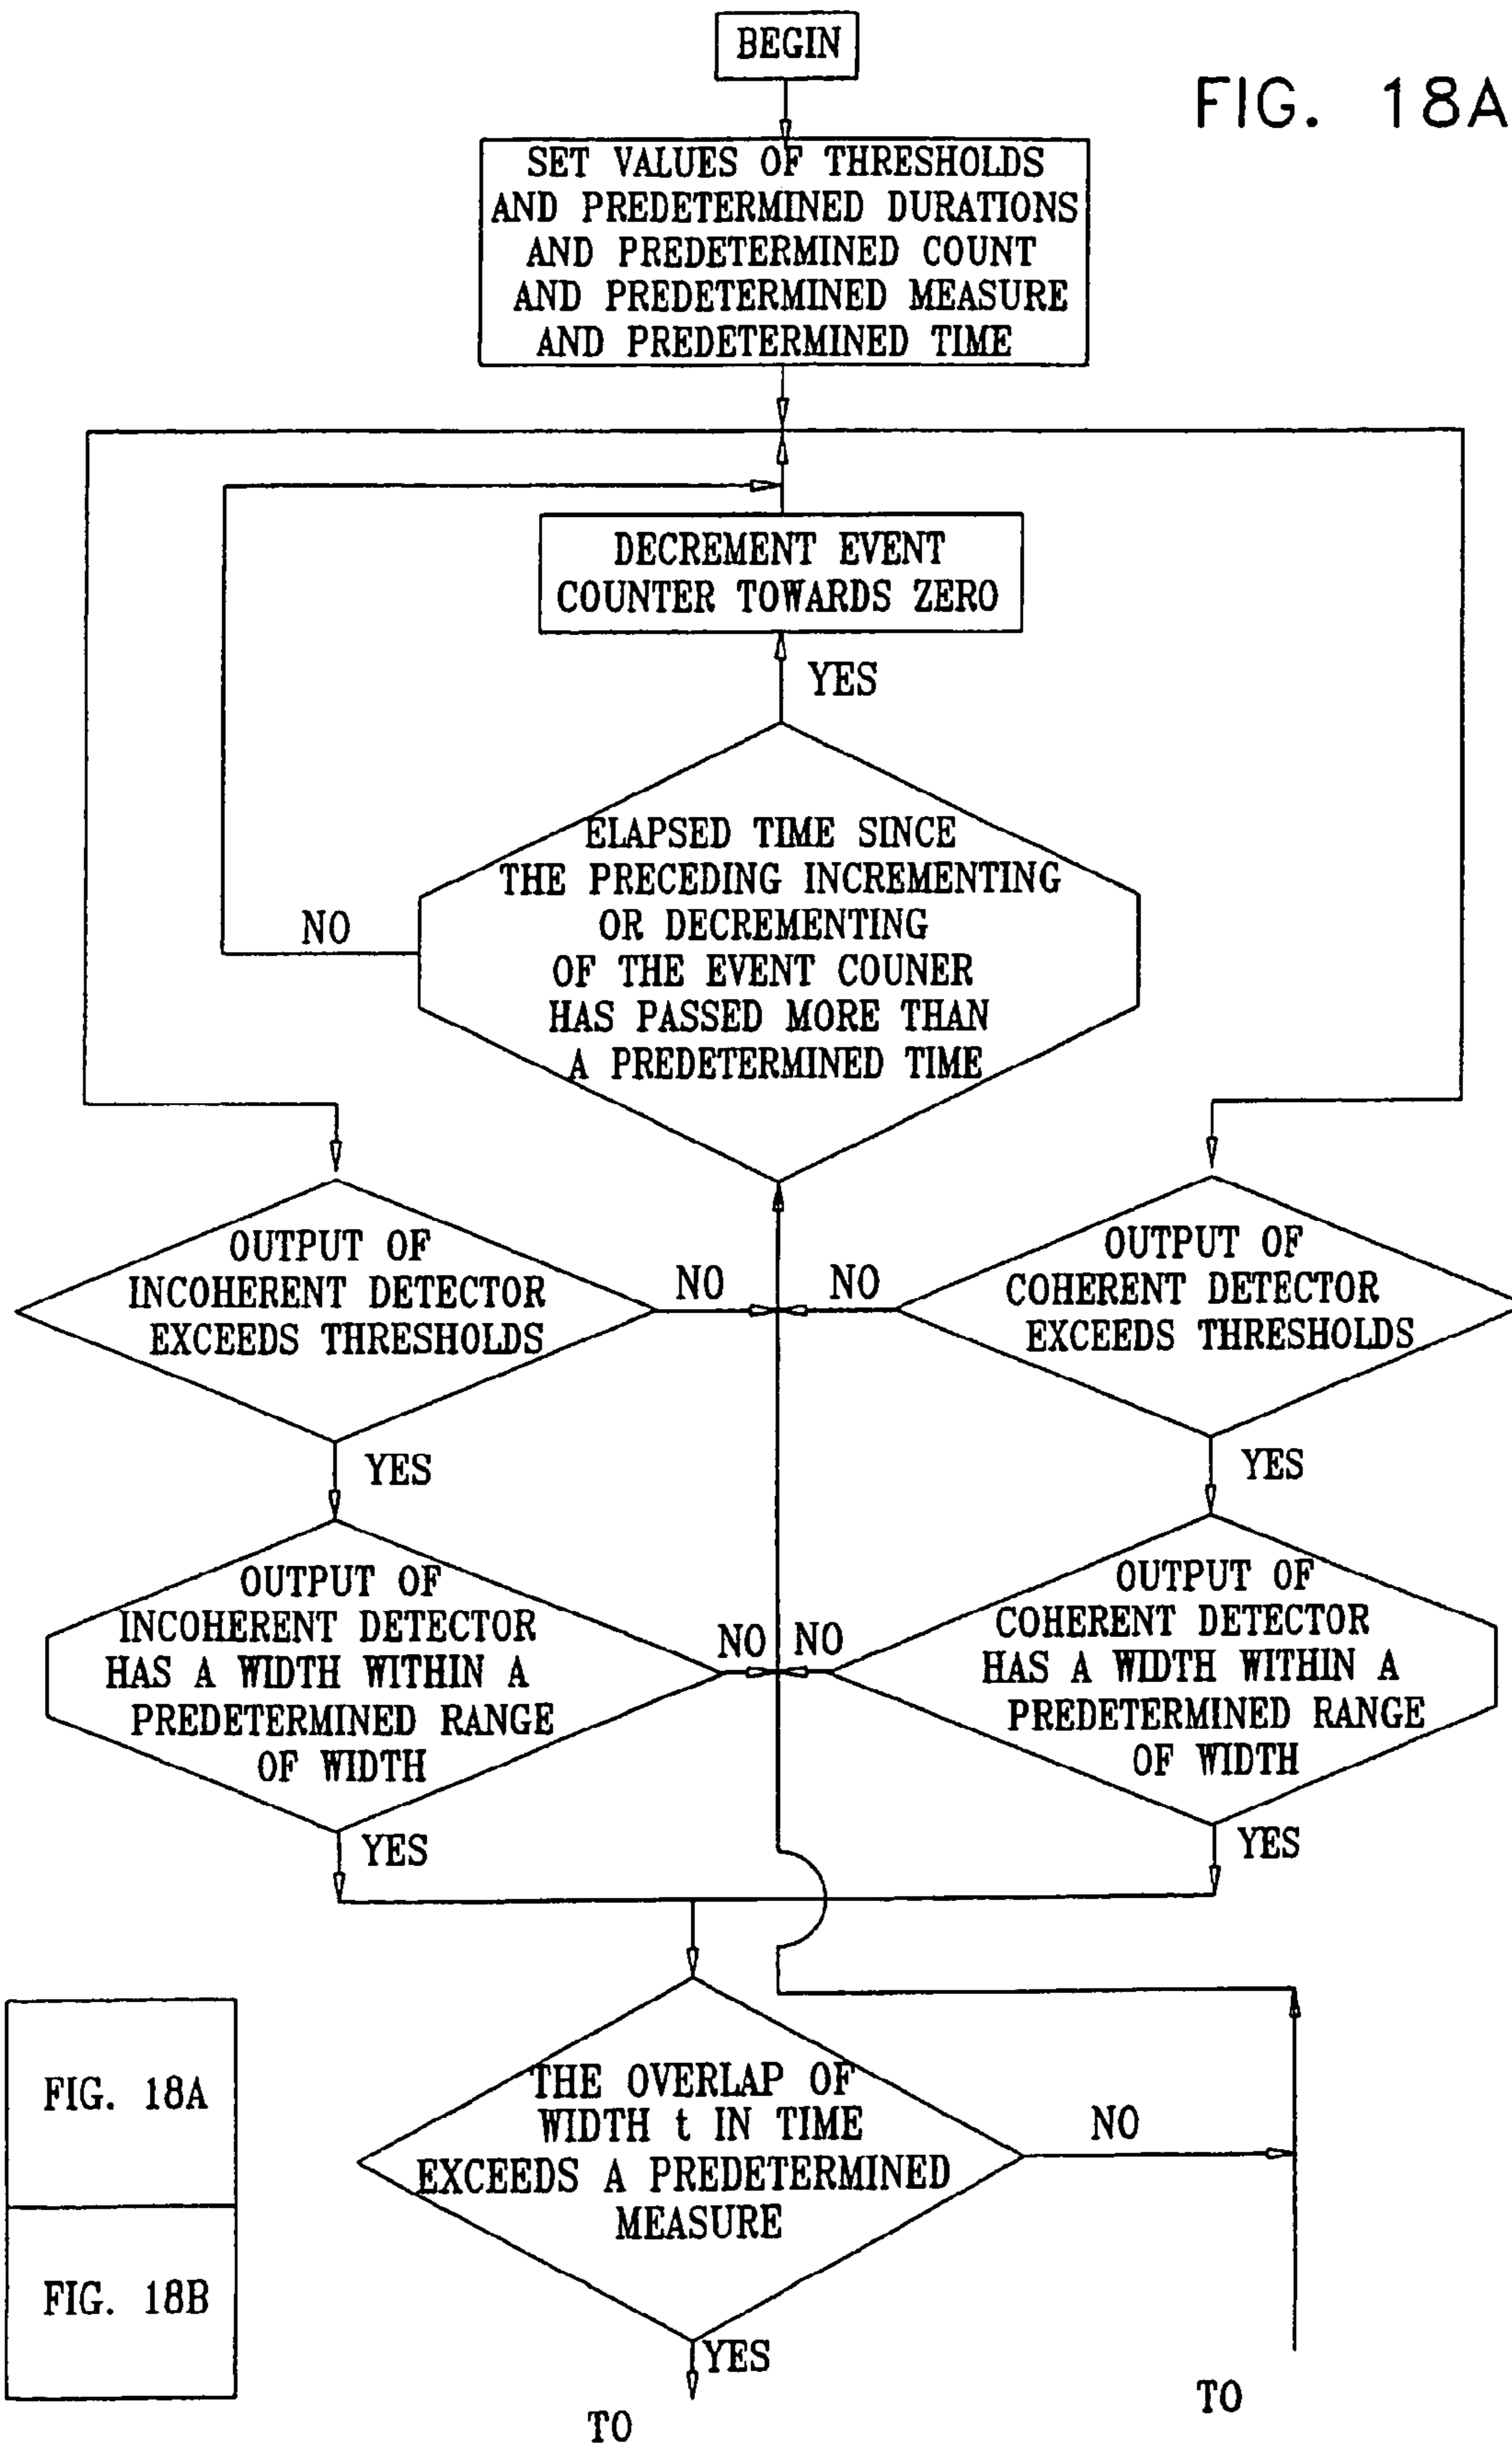 BEGIN
FIG. 18A
SET VALUES OF THRESHOLDS
AND PREDETERMINED DURATIONS
AND PREDETERMINED COUNT
AND PREDETERMINED MEASURE
AND PREDETERMINED TIME
DECREMENT EVENT
COUNTER TOWARDS ZERO
YES
ELAPSED TIME SINCE
THE PRECEDING INCREMENTING
OR DECREMENTING
OF THE EVENT COUNER
HAS PASSED MORE THAN
A PREDETERMINED TIME
NO
OUTPUT OF
INCOHERENT DETECTOR
EXCEEDS THRESHOLDS
NO
NO
OUTPUT OF
COHERENT DETECTOR
EXCEEDS THRESHOLDS
YES
YES
OUTPUT OF
INCOHERENT DETECTOR
HAS A WIDTH WITHIN A
PREDETERMINED RANGE
OF WIDTH
NO
NO
OUTPUT OF
COHERENT DETECTOR
HAS A WIDTH WITHIN A
PREDETERMINED RANGE
OF WIDTH
YES
YES
THE OVERLAP OF
WIDTH t IN TIME
EXCEEDS A PREDETERMINED
MEASURE
NO
YES
TO
TO
FIG. 18A
FIG. 18B